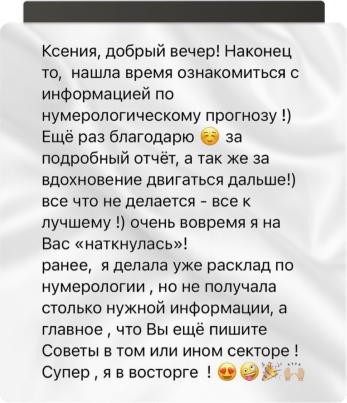 Ксения, добрый вечер! Наконец
то,  нашла время ознакомиться с
информацией по
нумерологическому прогнозу !)
Ещё раз благодарю ☺️ за
подробный отчёт, а так же за
вдохновение двигаться дальше!)
все что не делается - все к
лучшему !) очень вовремя я на
Вас «наткнулась»!
ранее,  я делала уже расклад по
нумерологии , но не получала
столько нужной информации, а
главное , что Вы ещё пишите
Советы в том или ином секторе !
Супер , я в восторге  ! 😍🤪🎉🙌🏼